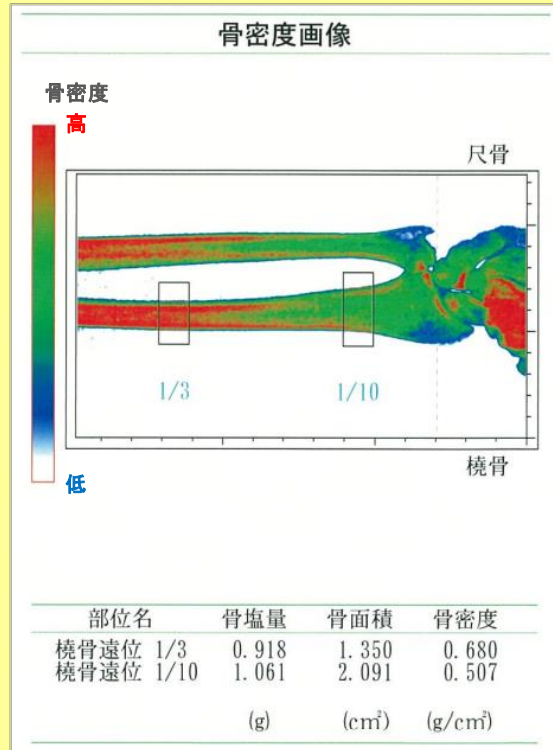 骨密度画像
骨密度
高
尺骨
1/3 1/10
橈骨
低
部位名 骨塩量 骨面積 骨密度
橈骨遠位 1/3 0.918 1.350 0.680
橈骨遠位 1/10 1.061 2.091 0.507
(g) (c㎡) (g/c㎡)